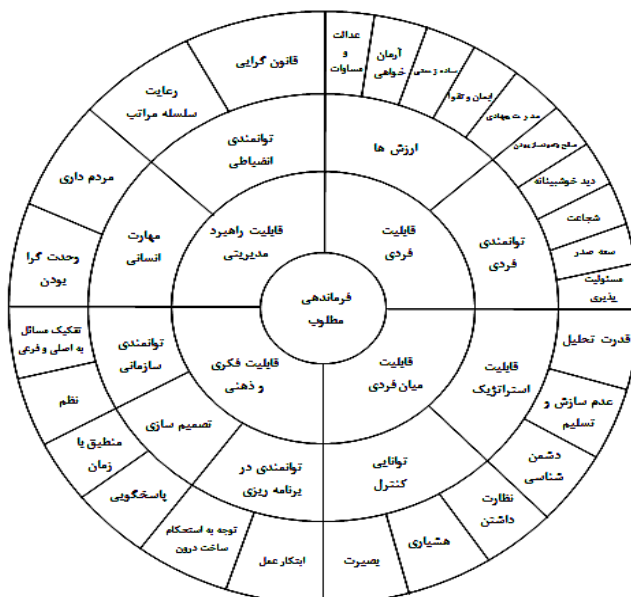 فرماندهی
مطلوب
قابلیت
فردی
قابلیت راهبرد
مدیریتی
قابلیت فکری
و ذهنی
قابلیت
میان فردی
ارزش ها
توانمندی
فردی
قابلیت
استراتژیک
توانایی
کنترل
توانمندی در
برنامه ریزی
تصمیم سازی
توانمندی
سازمانی
مهارت
انسانی
توانمندی
انضباطی
عدالت
و
مساوات
آرمان
خواهی
ایمان و تقوا
دید خوشبینانه
شجاعت
سعه صدر
مسئولیت
پذیری
قدرت تحلیل
عدم سازش و
تسلیم
دشمن
شناسی
نظارت
داشتن
هشیاری
بصیرت
ابتکار عمل
توجه به استحکام
ساخت درون
پاسخگویی
منطبق با
زمان
نظم
تفکیک مسائل
به اصلی و فرعی
وحدت گرا
بودن
مردم داری
رعایت
سلسله مراتب
قانون گرایی